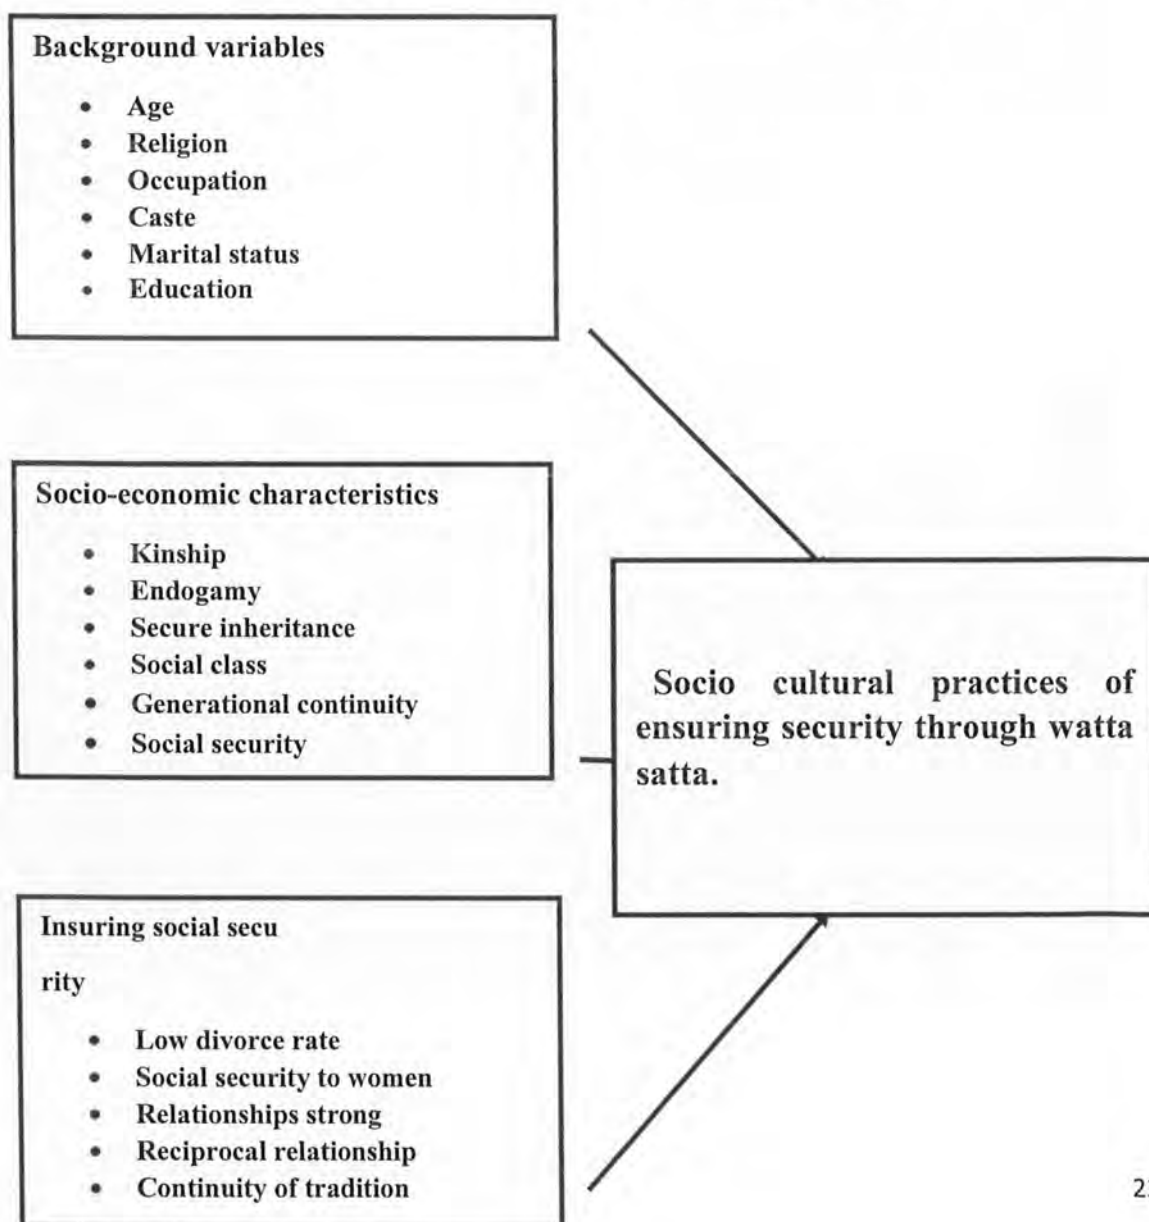 Background variables
• Age
• Religion
• Occupation
• Caste
• Marital status
• Education
Socio-economic characteristics
• Kinship
• Endogamy
• Secure inheritance
• Social class
• Generational continuity
• Social security
Socio cultural practices of
ensuring security through watta
satta.
Insuring social secu
rity
• Low divorce rate
• Social security to women
• Relationships strong
• Reciprocal relationship
• Continuity of tradition